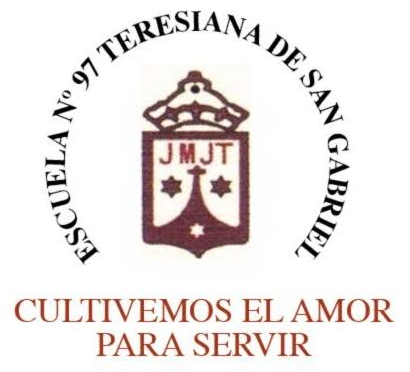 ESCUELA Nº 97 TERESIANA DE SAN GABRIEL
JMJT
CULTIVEMOS EL AMOR
PARA SERVIR